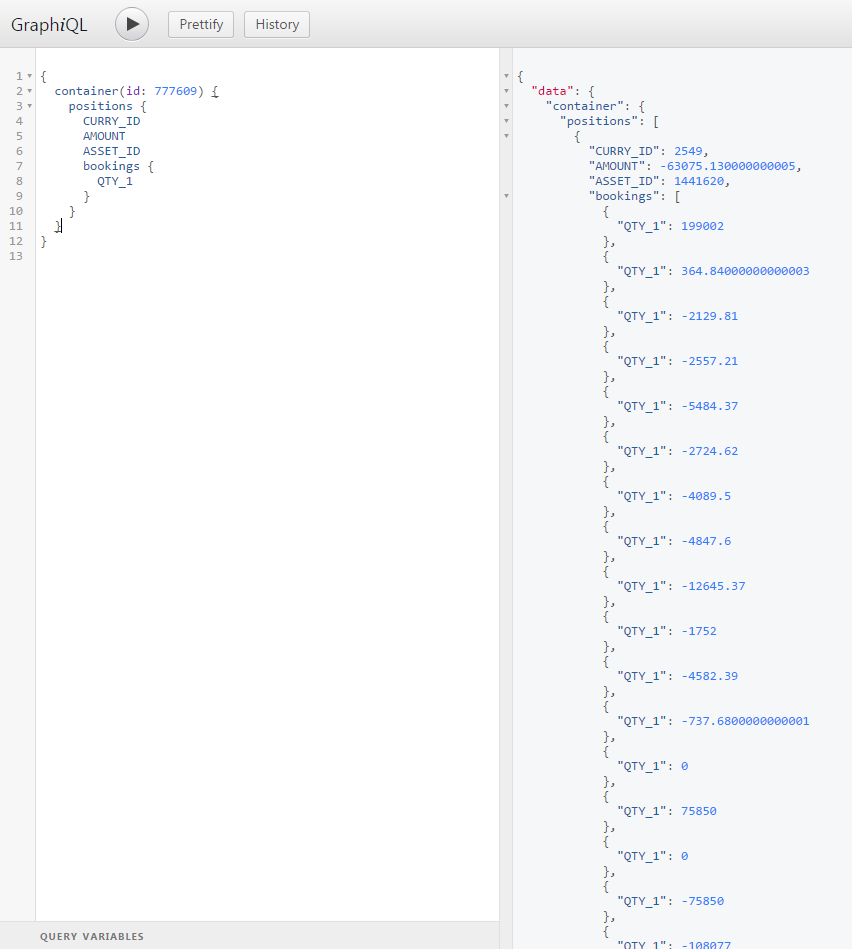 GraphiQL
Prettify
History
1 {
2 container(id: 777609) {
3 positions {
4 CURRY_ID
5 AMOUNT
6 ASSET_ID
7 bookings {
8 QTY_1
9 }
10 }
11 }
12 }
13
QUERY VARIABLES
{
"data": {
"container": {
"positions": [
{
"CURRY_ID": 2549,
"AMOUNT": -63075.130000000005,
"ASSET_ID": 1441620,
"bookings": [
{
"QTY_1": 199002
},
{
"QTY_1": 364.84000000000003
},
{
"QTY_1": -2129.81
},
{
"QTY_1": -2557.21
},
{
"QTY_1": -5484.37
},
{
"QTY_1": -2724.62
},
{
"QTY_1": -4089.5
},
{
"QTY_1": -4847.6
},
{
"QTY_1": -12645.37
},
{
"QTY_1": -1752
},
{
"QTY_1": -4582.39
},
{
"QTY_1": -737.6800000000001
},
{
"QTY_1": 0
},
{
"QTY_1": 75850
},
{
"QTY_1": 0
},
{
"QTY_1": -75850
},
{
"QTY_1": -108077